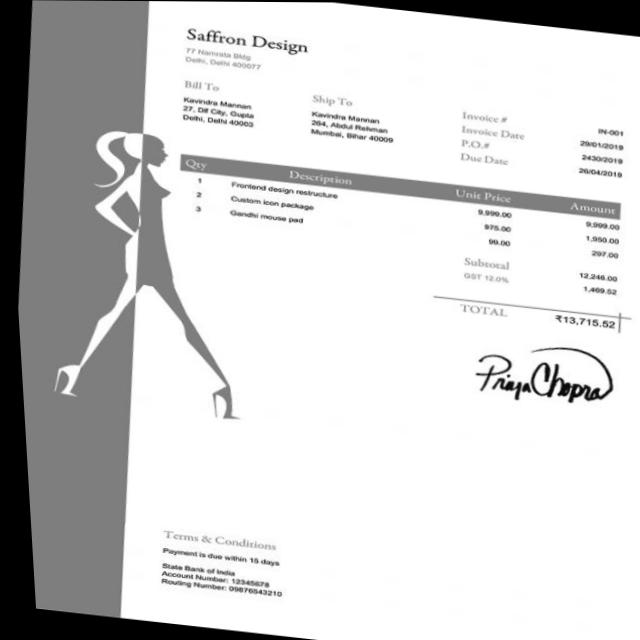 Saffron Design
77 Namrata Bldg
Delhi, Delhi 400077
Bill To
Kavindra Mannan
27, Dlf City, Gupta
Delhi, Delhi 40003
Ship To
Kavindra Mannan
264, Abdul Rehman
Mumbai, Bihar 40009
Invoice # IN-001
Invoice Date 29/01/2019
P.O.# 2430/2019
Due Date 26/04/2019
Qty Description Unit Price Amount
1 Frontend design restructure 9,999.00 9,999.00
2 Custom icon package 975.00 1,950.00
3 Gandhi mouse pad 99.00 297.00
Subtotal 12,246.00
GST 12.0% 1,469.52
TOTAL ₹13,715.52
Priya Chopra
Terms & Conditions
Payment is due within 15 days
State Bank of India
Account Number: 12345678
Routing Number: 09876543210